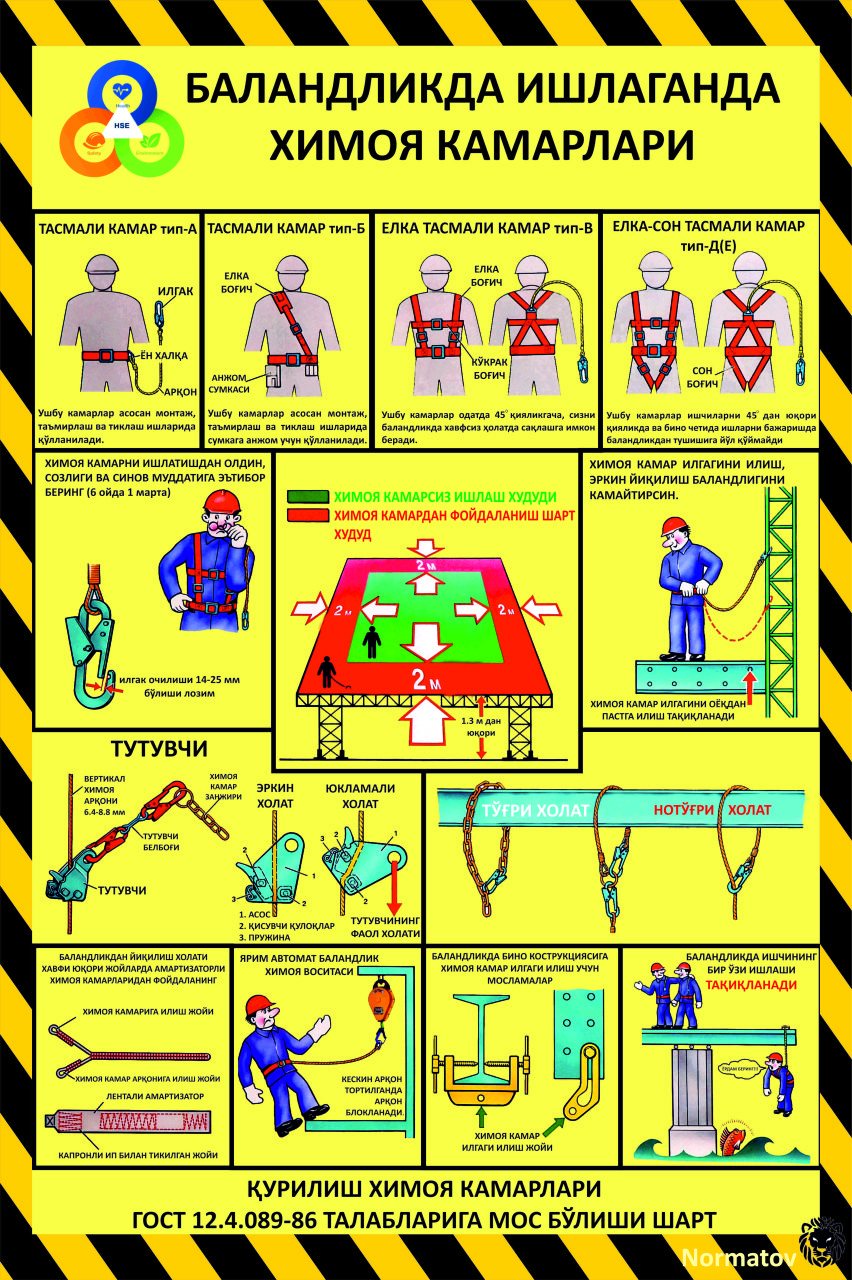 БАЛАНДЛИКДА ИШЛАГАНДА
ХИМОЯ КАМАРЛАРИ
Health
HSE
Safety
Environment
ТАСМАЛИ КАМАР тип-А
ИЛГАК
ЁН ХАЛҚА
АРҚОН
Ушбу камарлар асосан монтаж,
таъмирлаш ва тиклаш ишларида
қўлланилади.
ТАСМАЛИ КАМАР тип-Б
ЕЛКА
БОҒИЧ
АНЖОМ
СУМКАСИ
Ушбу камарлар асосан монтаж,
таъмирлаш ва тиклаш ишларида
сумкага анжом учун қўлланилади.
ЕЛКА ТАСМАЛИ КАМАР тип-В
ЕЛКА
БОҒИЧ
КЎКРАК
БОҒИЧ
Ушбу камарлар одатда 45° қияликгача, сизни
баландликда хавфсиз ҳолатда сақлашга имкон
беради.
ЕЛКА-СОН ТАСМАЛИ КАМАР
тип-Д(Е)
СОН
БОҒИЧ
Ушбу камарлар ишчиларни 45° дан юқори
қияликда ва бино четида ишларни бажаришда
баландликдан тушишига йўл қўймайди
ХИМОЯ КАМАРНИ ИШЛАТИШДАН ОЛДИН,
СОЗЛИГИ ВА СИНОВ МУДДАТИГА ЭЪТИБОР
БЕРИНГ (6 ойда 1 марта)
илгак очилиши 14-25 мм
бўлиши лозим
ХИМОЯ КАМАРСИЗ ИШЛАШ ХУДУДИ
ХИМОЯ КАМАРДАН ФОЙДАЛАНИШ ШАРТ
ХУДУД
2 м
2 м
2 м
2 м
1.3 м дан
юқори
ХИМОЯ КАМАР ИЛГАГИНИ ИЛИШ,
ЭРКИН ЙИҚИЛИШ БАЛАНДЛИГИНИ
КАМАЙТИРСИН.
ХИМОЯ КАМАР ИЛГАГИНИ ОЁҚДАН
ПАСТГА ИЛИШ ТАҚИҚЛАНАДИ
ТУТУВЧИ
ВЕРТИКАЛ
ХИМОЯ
АРҚОНИ
6.4-8.8 мм
ХИМОЯ
КАМАР
ЗАНЖИРИ
ТУТУВЧИ
БЕЛБОҒИ
ТУТУВЧИ
ЭРКИН
ХОЛАТ
2
1
3
2
1. АСОС
2. ҚИСУВЧИ ҚУЛОҚЛАР
3. ПРУЖИНА
ЮКЛАМАЛИ
ХОЛАТ
2
1
3
2
ТУТУВЧИНИНГ
ФАОЛ ХОЛАТИ
ТЎҒРИ ХОЛАТ
НОТЎҒРИ ХОЛАТ
БАЛАНДЛИКДАН ЙИҚИЛИШ ХОЛАТИ
ХАВФИ ЮҚОРИ ЖОЙЛАРДА АМАРТИЗАТОРЛИ
ХИМОЯ КАМАРЛАРИДАН ФОЙДАЛАНИНГ
ХИМОЯ КАМАРИГА ИЛИШ ЖОЙИ
ХИМОЯ КАМАР АРҚОНИГА ИЛИШ ЖОЙИ
ЛЕНТАЛИ АМАРТИЗАТОР
КАПРОНЛИ ИП БИЛАН ТИКИЛГАН ЖОЙИ
ЯРИМ АВТОМАТ БАЛАНДЛИК
ХИМОЯ ВОСИТАСИ
КЕСКИН АРҚОН
ТОРТИЛГАНДА
АРҚОН
БЛОКЛАНАДИ.
БАЛАНДЛИКДА БИНО КОСТРУКЦИЯСИГА
ХИМОЯ КАМАР ИЛГАГИ ИЛИШ УЧУН
МОСЛАМАЛАР
ХИМОЯ КАМАР
ИЛГАГИ ИЛИШ ЖОЙИ
БАЛАНДЛИКДА ИШЧИНИНГ
БИР ЎЗИ ИШЛАШИ
ТАҚИҚЛАНАДИ
ЁРДАМ БЕРИНГ!!!
ҚУРИЛИШ ХИМОЯ КАМАРЛАРИ
ГОСТ 12.4.089-86 ТАЛАБЛАРИГА МОС БЎЛИШИ ШАРТ
Normatov